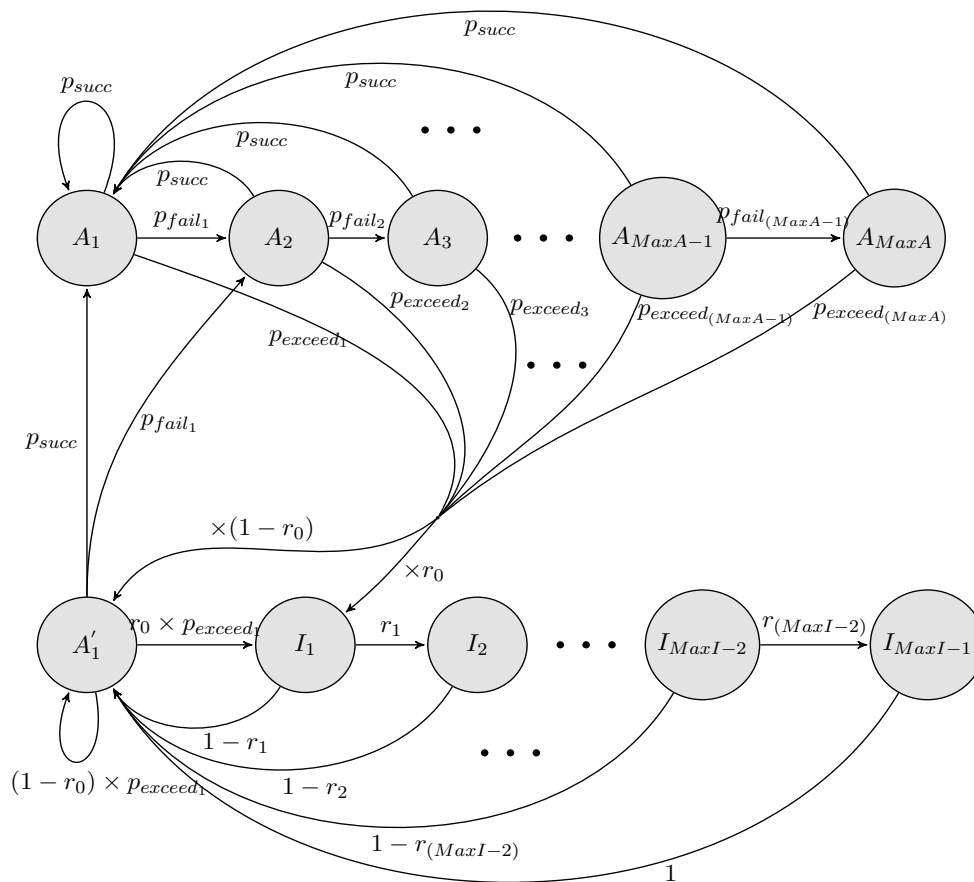 p_{succ}
p_{succ} p_{succ}
p_{succ}
p_{succ}
A_1 p_{fail_1} A_2 p_{fail_2} A_3 • • • A_{MaxA-1} p_{fail_{(MaxA-1)}} A_{MaxA}
p_{exceed_1} p_{exceed_2} p_{exceed_3} p_{exceed_{(MaxA-1)}} p_{exceed_{(MaxA)}}
p_{succ} p_{fail_1}
×(1 − r_0)
×r_0
A_1^' r_0 × p_{exceed_1} I_1 r_1 I_2 • • • I_{MaxI-2} r_{(MaxI-2)} I_{MaxI-1}
1 − r_1
(1 − r_0) × p_{exceed_1} 1 − r_2
1 − r_{(MaxI-2)}
1